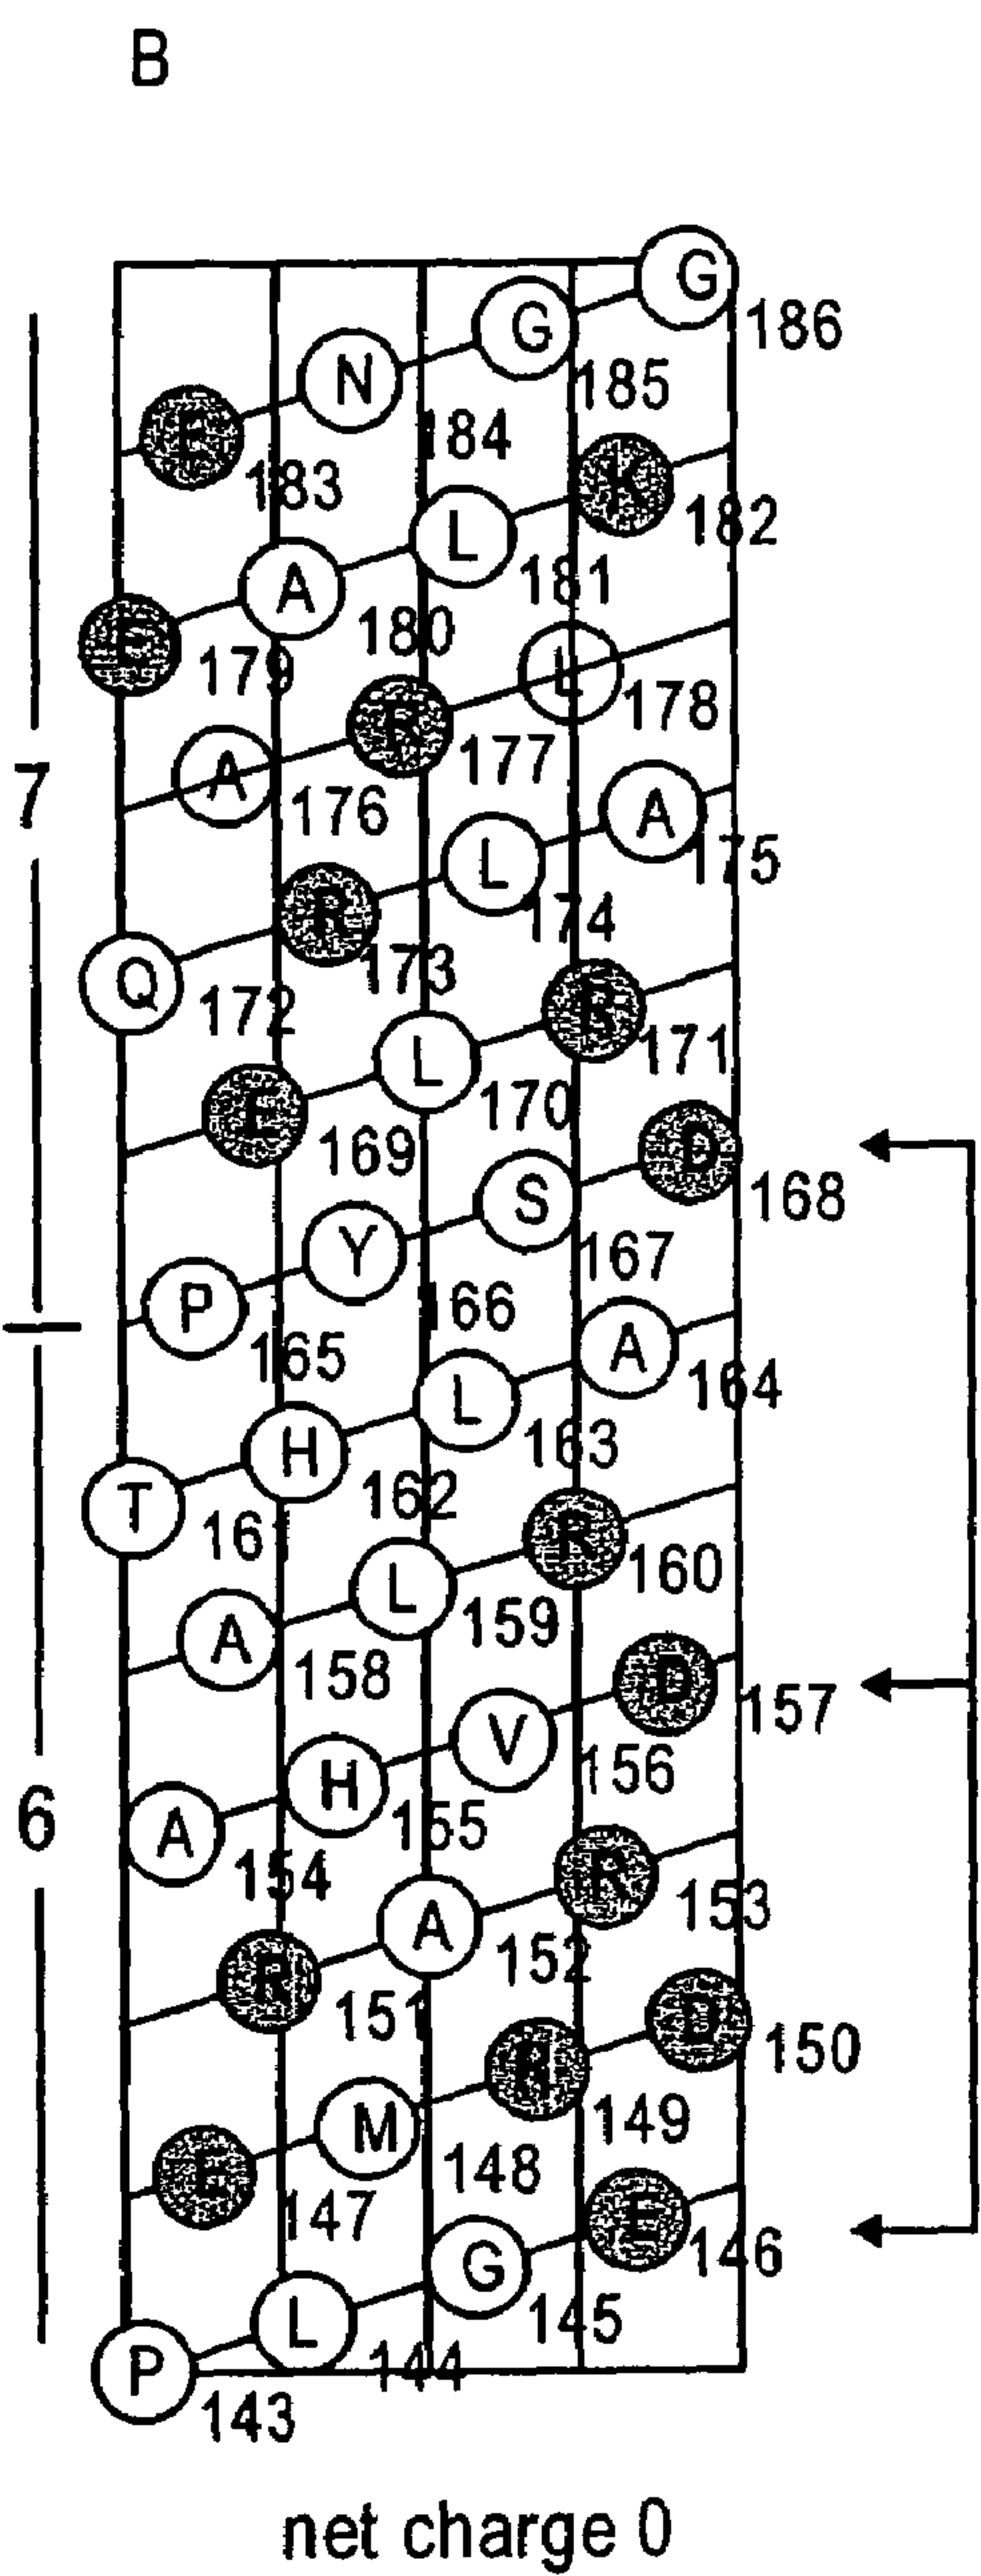 B
G 186
G 185
N 184
E 183
K 182
L 181
A 180
E 179
L 178
R 177
A 176
7
A 175
L 174
R 173
Q 172
R 171
L 170
E 169
D 168
S 167
Y 166
P 165
A 164
L 163
H 162
T 161
R 160
L 159
A 158
D 157
V 156
H 155
A 154
6
R 153
A 152
R 151
D 150
149
M 148
E 147
E 146
G 145
L 144
P 143
net charge 0